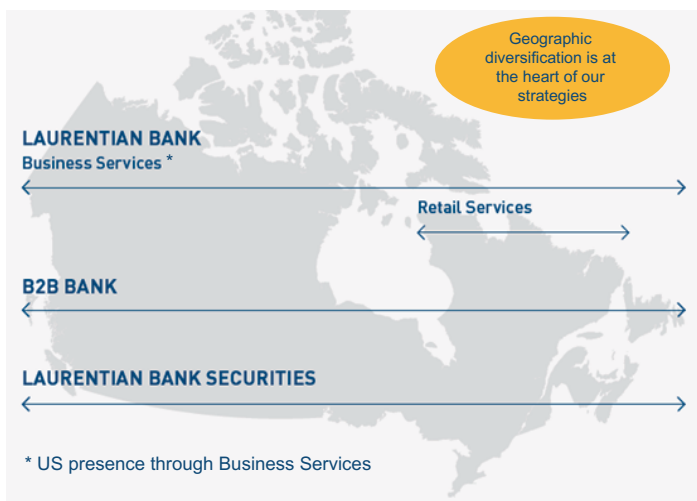 Geographic
diversification is at
the heart of our
strategies
LAURENTIAN BANK
Business Services *
Retail Services
B2B BANK
LAURENTIAN BANK SECURITIES
* US presence through Business Services